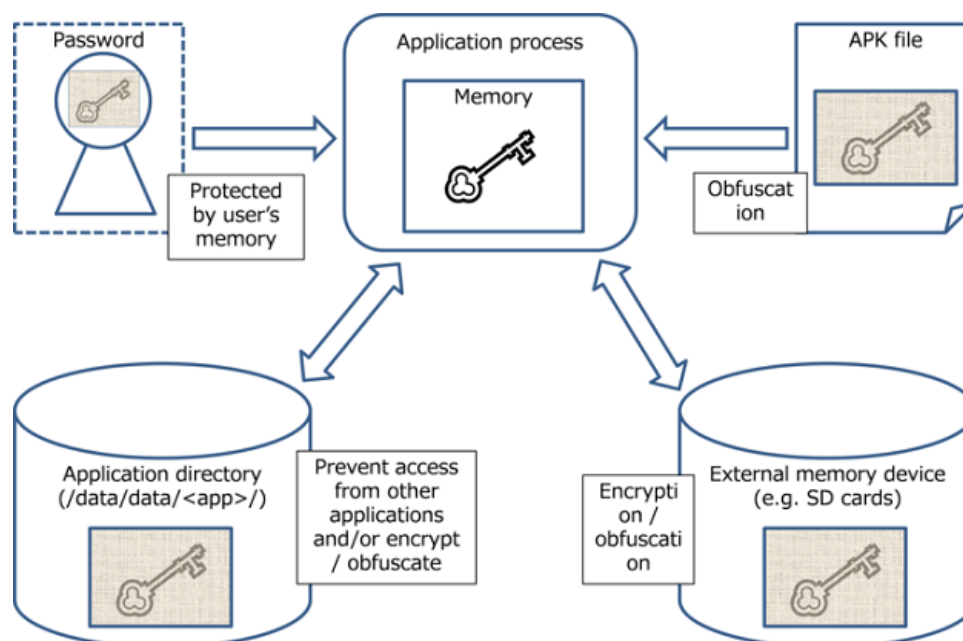 Password
Application process
APK file
Memory
Protected
by user's
memory
Obfuscat
ion
Application directory
(/data/data/<app>/)
Prevent access
from other
applications
and/or encrypt
/ obfuscate
Encrypti
on /
obfuscati
on
External memory device
(e.g. SD cards)